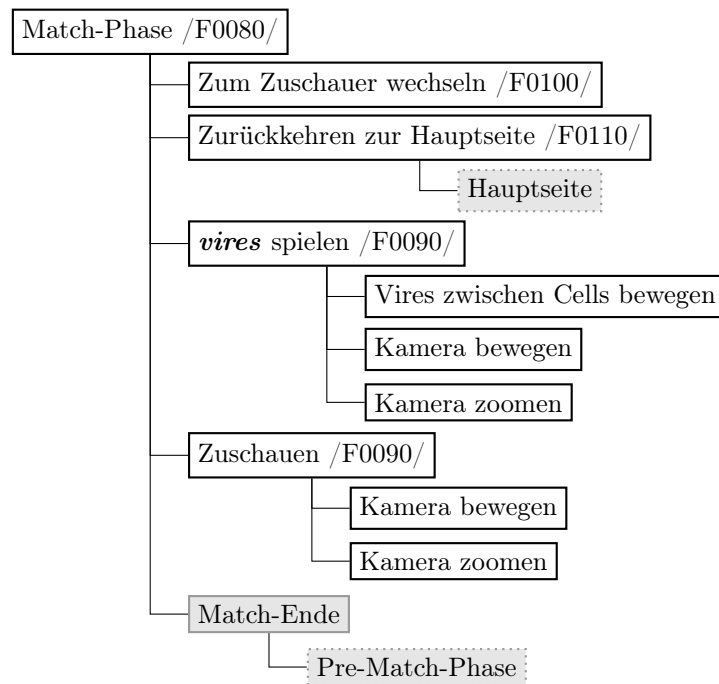 Match-Phase /F0080/
Zum Zuschauer wechseln /F0100/
Zurückkehren zur Hauptseite /F0110/
Hauptseite
vires spielen /F0090/
Vires zwischen Cells bewegen
Kamera bewegen
Kamera zoomen
Zuschauen /F0090/
Kamera bewegen
Kamera zoomen
Match-Ende
Pre-Match-Phase